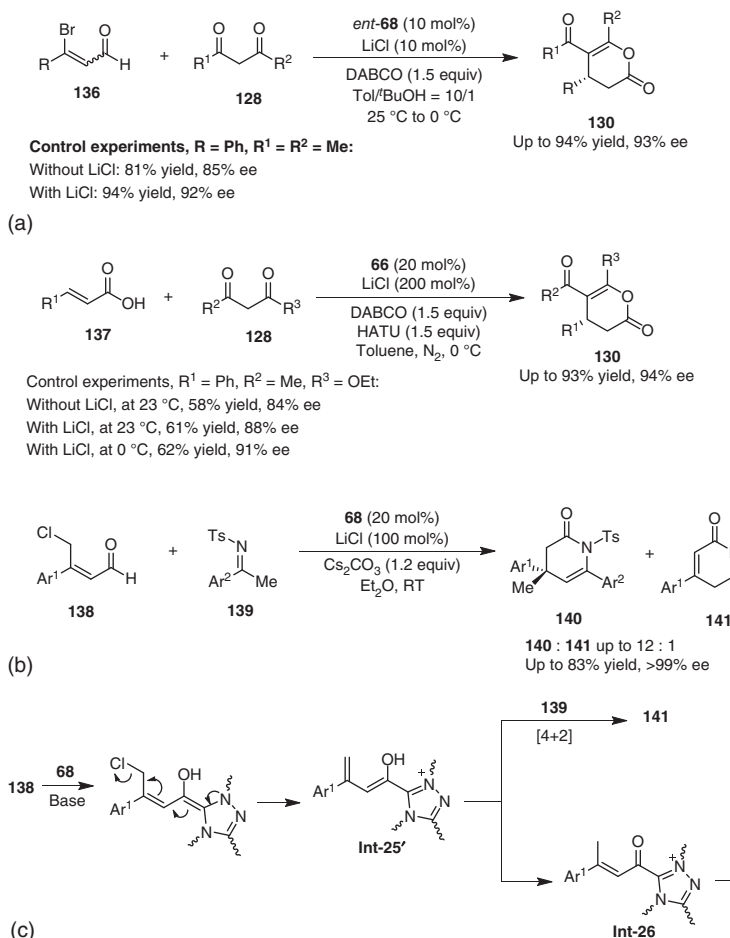 Br
O
R
H
136
+
O
O
R1
R2
128
ent-68 (10 mol%)
LiCl (10 mol%)
DABCO (1.5 equiv)
Tol/tBuOH = 10/1
25 °C to 0 °C
O
R2
R1
O
R
O
130
Up to 94% yield, 93% ee
Control experiments, R = Ph, R1 = R2 = Me:
Without LiCl: 81% yield, 85% ee
With LiCl: 94% yield, 92% ee
(a)
O
R1
OH
137
+
O
O
R2
R3
128
66 (20 mol%)
LiCl (200 mol%)
DABCO (1.5 equiv)
HATU (1.5 equiv)
Toluene, N2, 0 °C
O
R3
R2
O
R1
O
130
Up to 93% yield, 94% ee
Control experiments, R1 = Ph, R2 = Me, R3 = OEt:
Without LiCl, at 23 °C, 58% yield, 84% ee
With LiCl, at 23 °C, 61% yield, 88% ee
With LiCl, at 0 °C, 62% yield, 91% ee
Cl
O
Ar1
H
138
+
Ts
N
Ar2
Me
139
68 (20 mol%)
LiCl (100 mol%)
Cs2CO3 (1.2 equiv)
Et2O, RT
O
Ts
N
Ar1
Me
Ar2
140
+
O
Ar1
141
140 : 141 up to 12 : 1
Up to 83% yield, >99% ee
(b)
138
68
Base
Cl
OH
Ar1
N
N
N
OH
Ar1
+
N
N
N
Int-25′
139
[4+2]
141
O
Ar1
+
N
N
N
Int-26
(c)